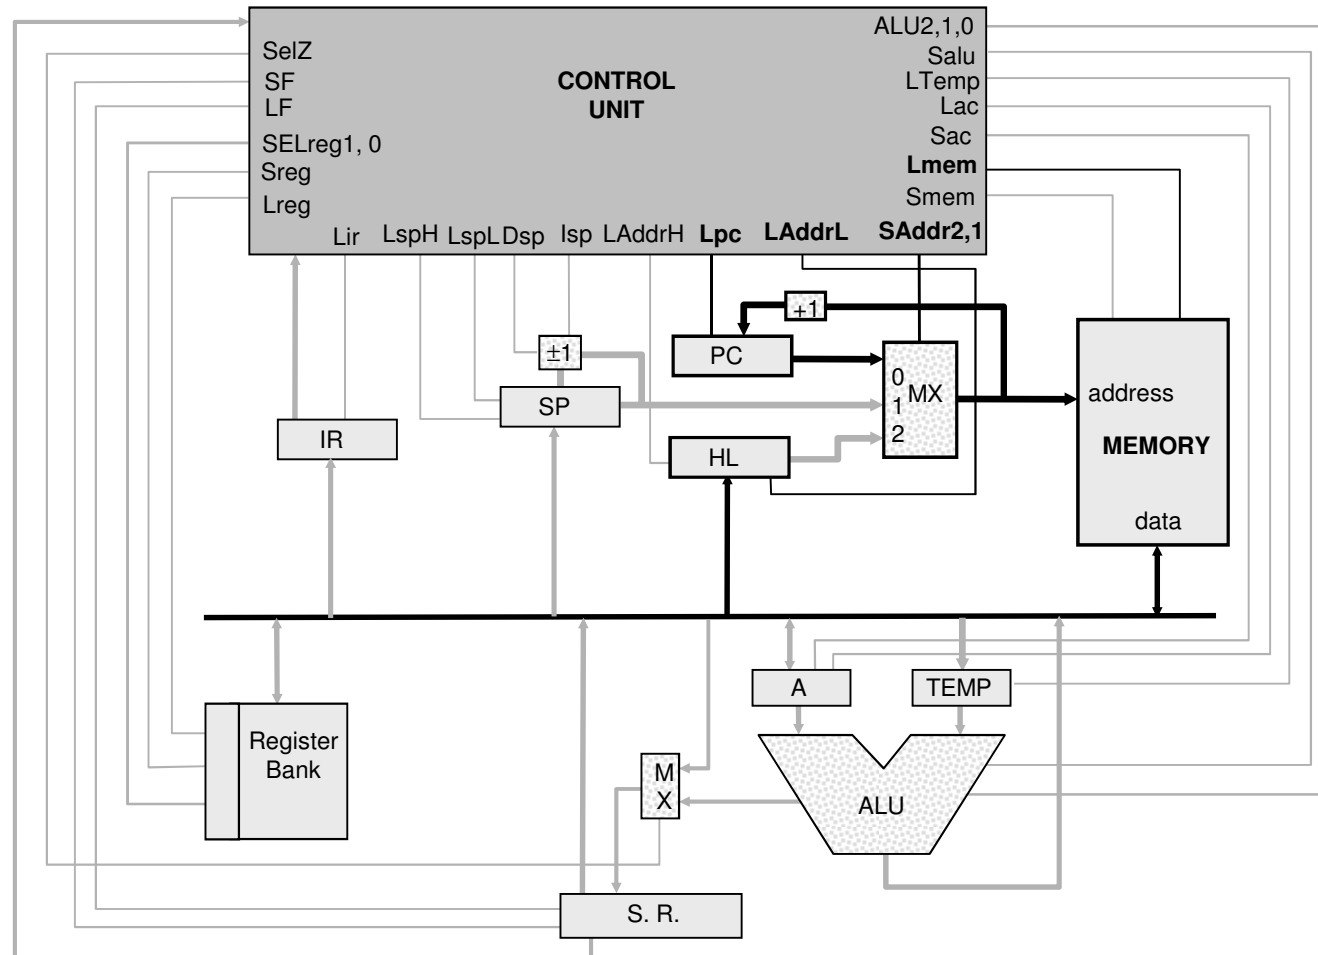 ALU2,1,0
SelZ
Salu
SF
CONTROL
LTemp
LF
UNIT
Lac
SELreg1, 0
Sac
Sreg
Lmem
Lreg
Smem
Lir
LspH
LspL
Dsp
Isp
LAddrH
Lpc
LAddrL
SAddr2,1
+1
±1
PC
0
MX
1
2
address
SP
IR
HL
MEMORY
data
A
TEMP
Register
Bank
M
X
ALU
S. R.